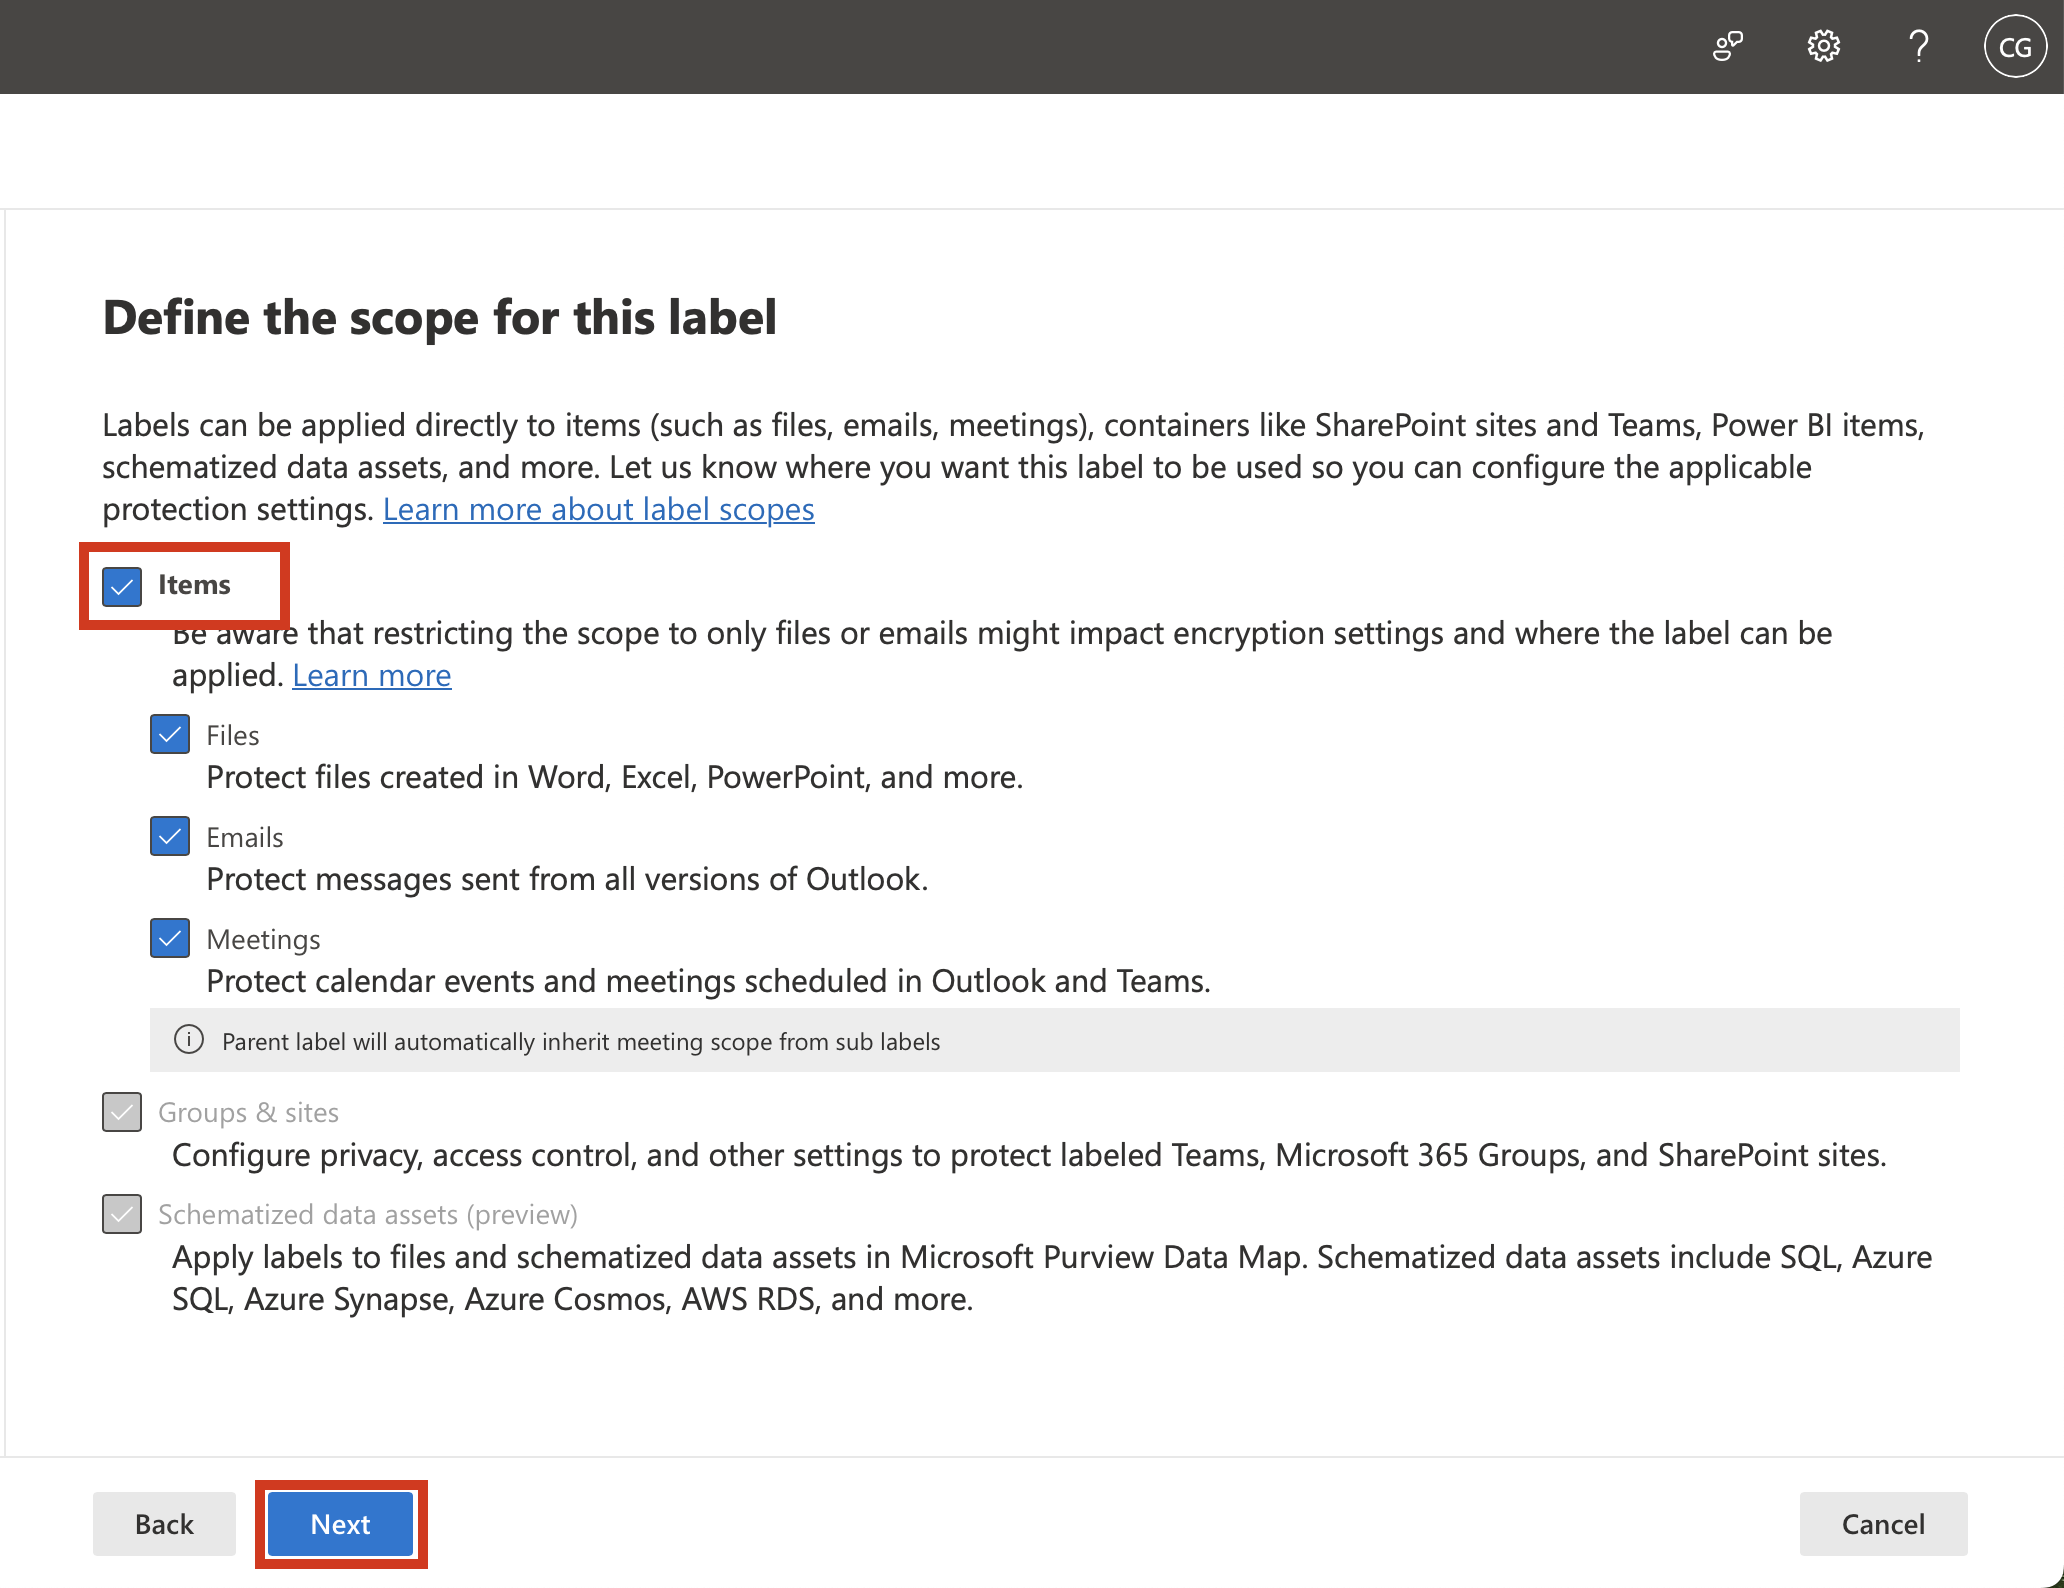 CG
Define the scope for this label
Labels can be applied directly to items (such as files, emails, meetings), containers like SharePoint sites and Teams, Power BI items,
schematized data assets, and more. Let us know where you want this label to be used so you can configure the applicable
protection settings. Learn more about label scopes
Items
Be aware that restricting the scope to only files or emails might impact encryption settings and where the label can be
applied. Learn more
Files
Protect files created in Word, Excel, PowerPoint, and more.
Emails
Protect messages sent from all versions of Outlook.
Meetings
Protect calendar events and meetings scheduled in Outlook and Teams.
Parent label will automatically inherit meeting scope from sub labels
Groups & sites
Configure privacy, access control, and other settings to protect labeled Teams, Microsoft 365 Groups, and SharePoint sites.
Schematized data assets (preview)
Apply labels to files and schematized data assets in Microsoft Purview Data Map. Schematized data assets include SQL, Azure
SQL, Azure Synapse, Azure Cosmos, AWS RDS, and more.
Back
Next
Cancel